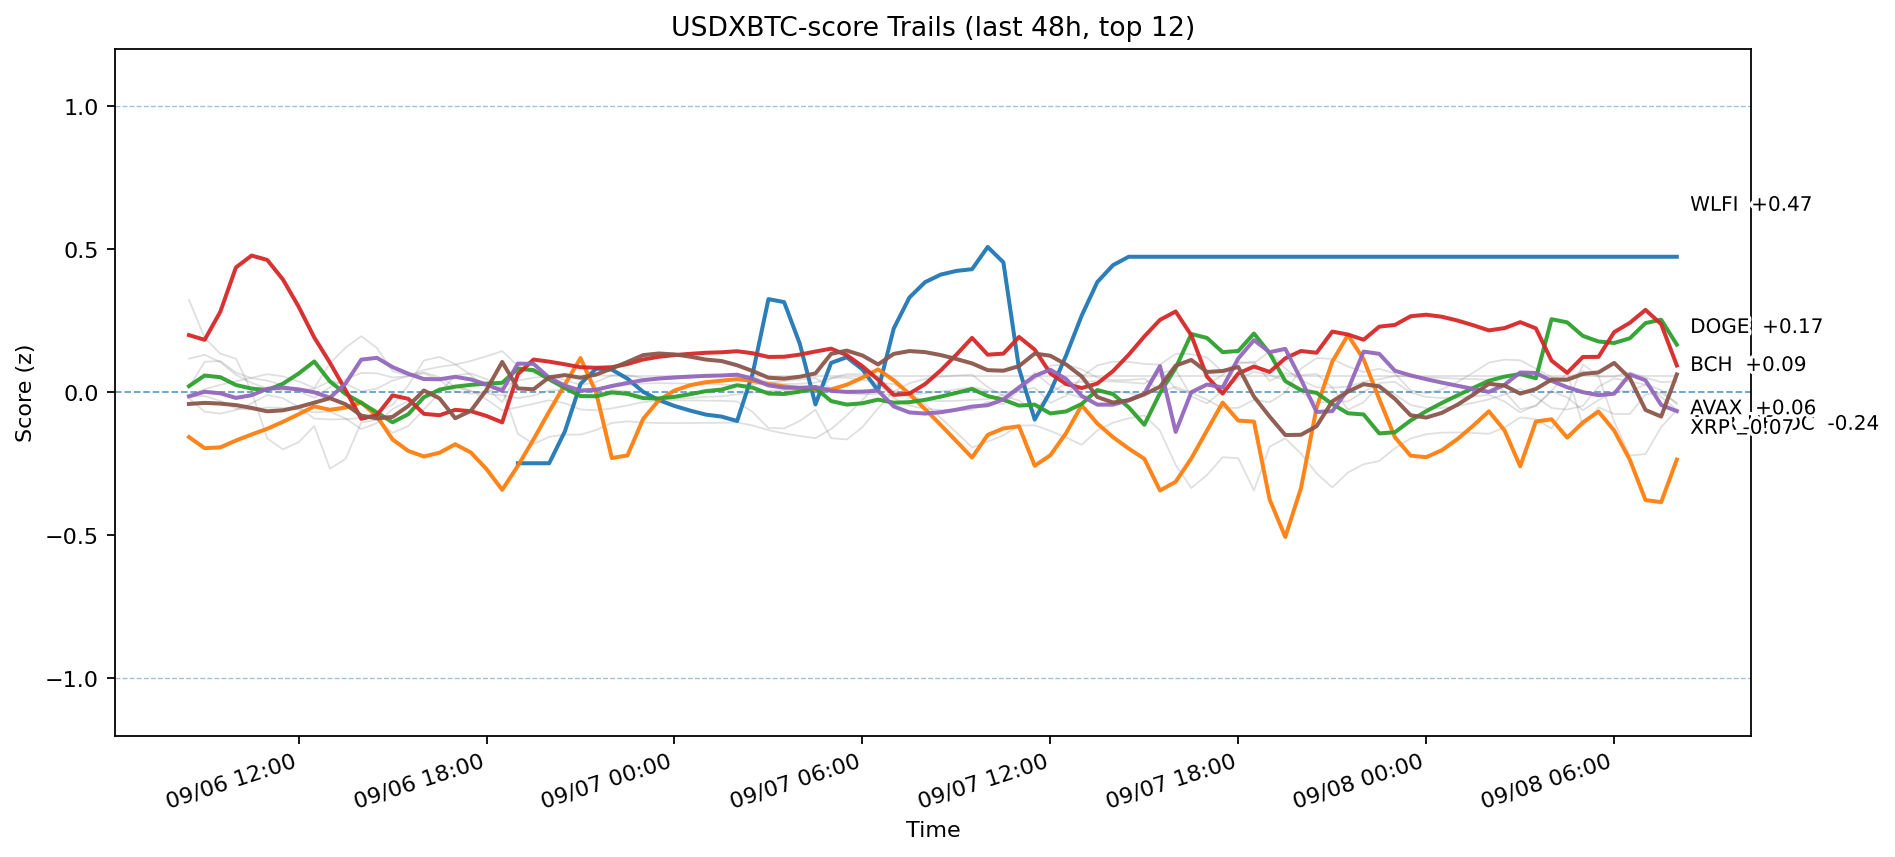 USDXBTC-score Trails (last 48h, top 12)
Score (z)
1.0
0.5
0.0
−0.5
−1.0
WLFI +0.47
DOGE +0.17
BCH +0.09
AVAX +0.06
XRP -0.07
-0.24
09/06 12:00
09/06 18:00
09/07 00:00
09/07 06:00
09/07 12:00
09/07 18:00
09/08 00:00
09/08 06:00
Time